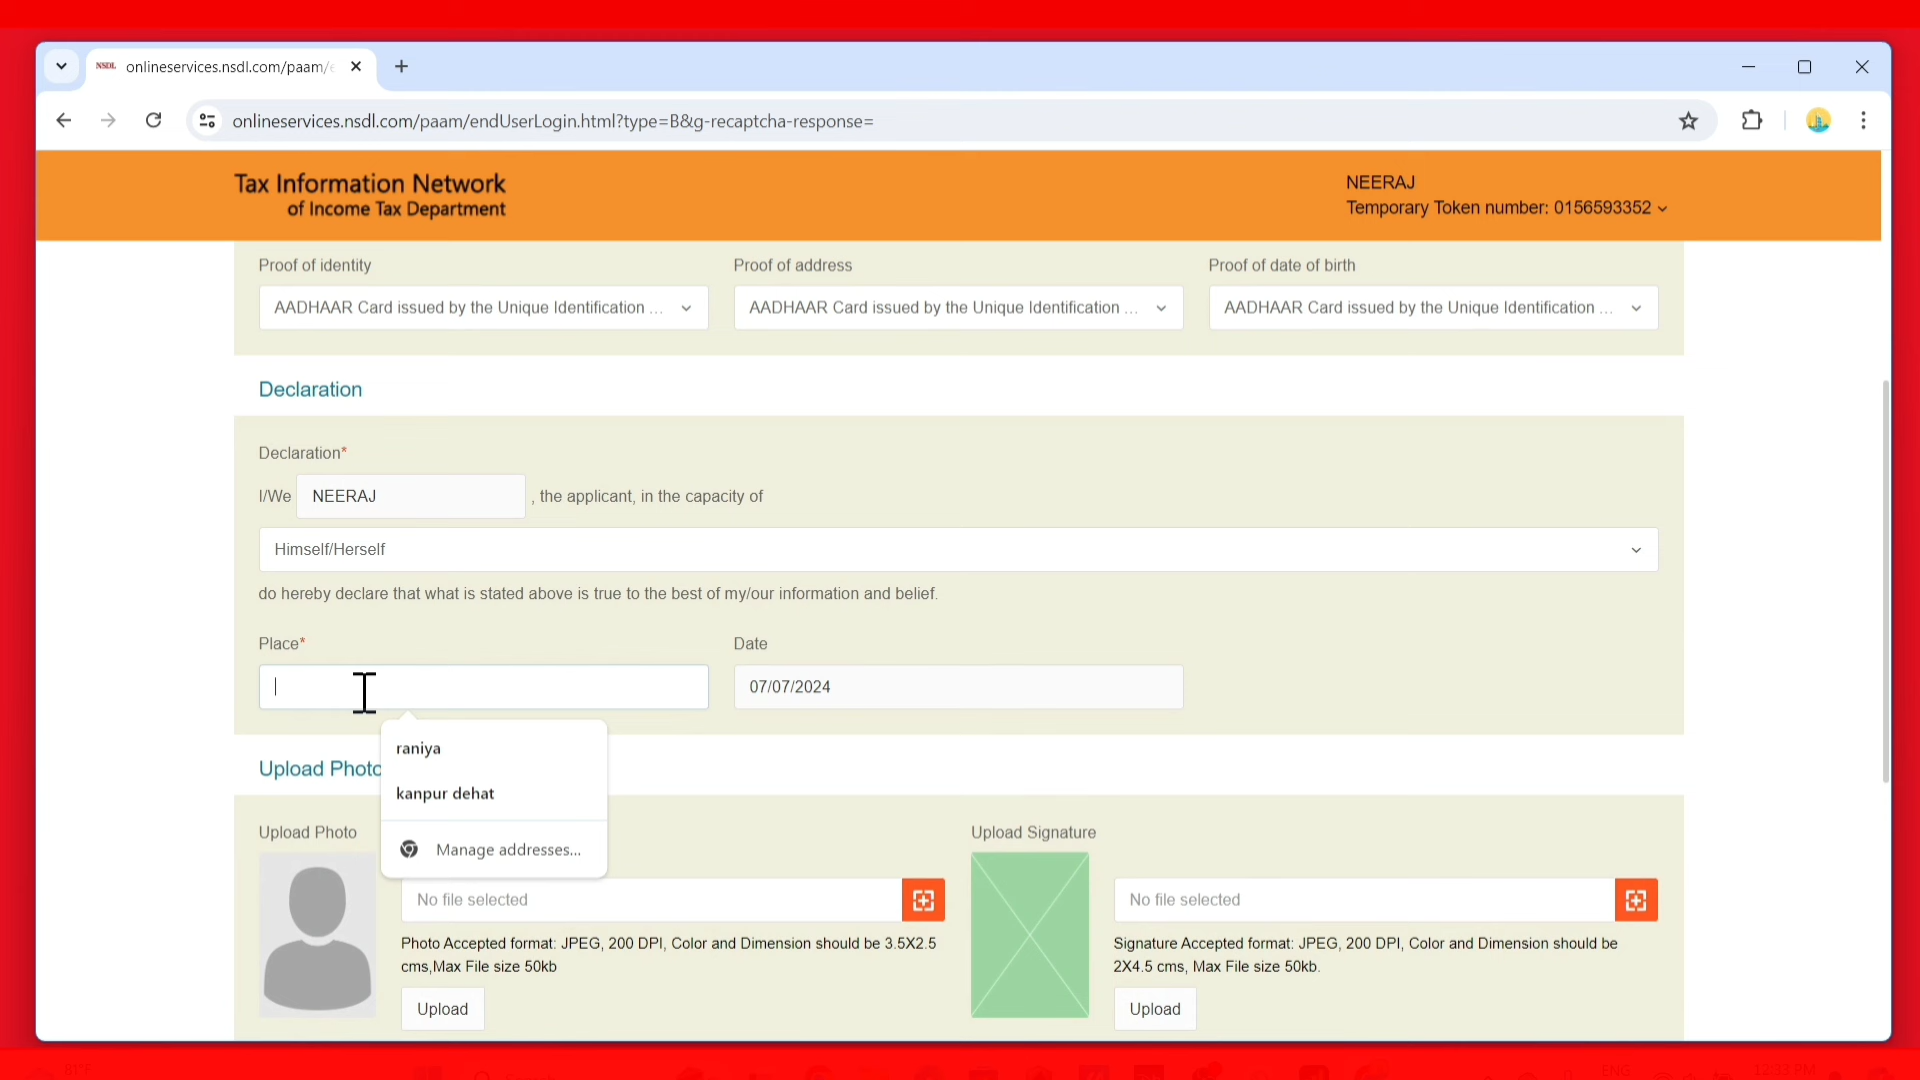 NSDL onlineservices.nsdl.com/paam/
onlineservices.nsdl.com/paam/endUserLogin.html?type=B&g-recaptcha-response=
Tax Information Network
of Income Tax Department
NEERAJ
Temporary Token number: 0156593352
Proof of identity
Proof of address
Proof of date of birth
AADHAAR Card issued by the Unique Identification ...
AADHAAR Card issued by the Unique Identification ...
AADHAAR Card issued by the Unique Identification ...
Declaration
Declaration*
I/We NEERAJ , the applicant, in the capacity of
Himself/Herself
do hereby declare that what is stated above is true to the best of my/our information and belief.
Place*
Date
07/07/2024
raniya
kanpur dehat
Manage addresses...
Upload Photo
Upload Photo
Upload Signature
No file selected
No file selected
Photo Accepted format: JPEG, 200 DPI, Color and Dimension should be 3.5X2.5
cms,Max File size 50kb
Signature Accepted format: JPEG, 200 DPI, Color and Dimension should be
2X4.5 cms, Max File size 50kb.
Upload
Upload
81°F
ENG
12:33 PM